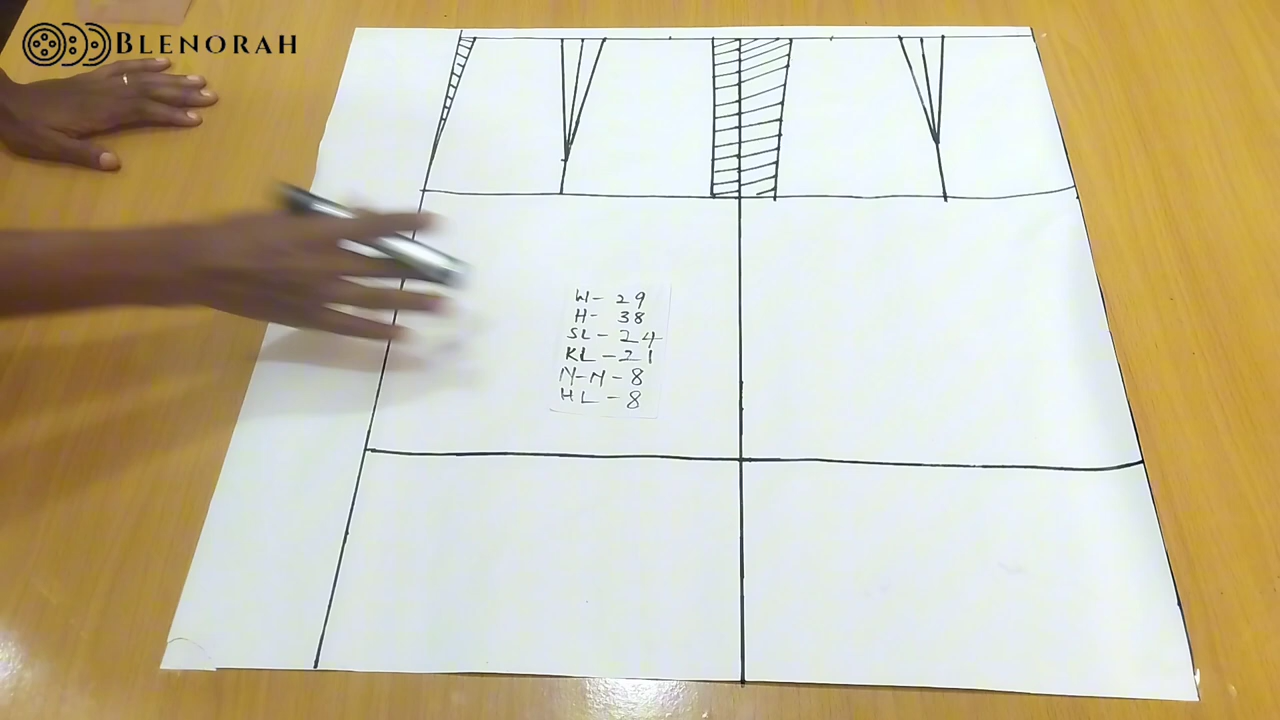 BLENORAH
W- 29
H- 38
SL - 24
KL - 21
N-N - 8
HL - 8